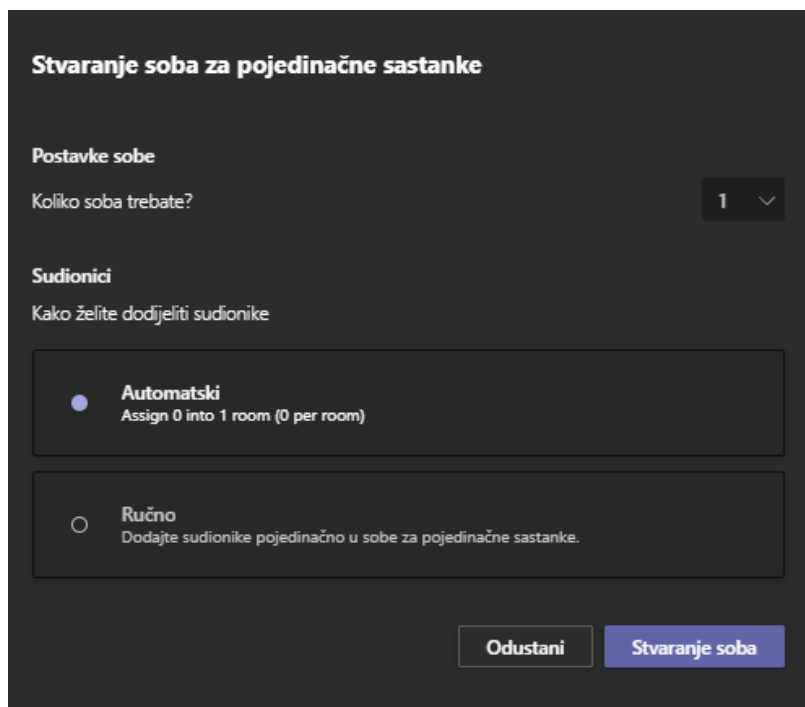 Stvaranje soba za pojedinačne sastanke
Postavke sobe
Koliko soba trebate?
1
Sudionici
Kako želite dodijeliti sudionike
Automatski
Assign 0 into 1 room (0 per room)
Ručno
Dodajte sudionike pojedinačno u sobe za pojedinačne sastanke.
Odustani
Stvaranje soba